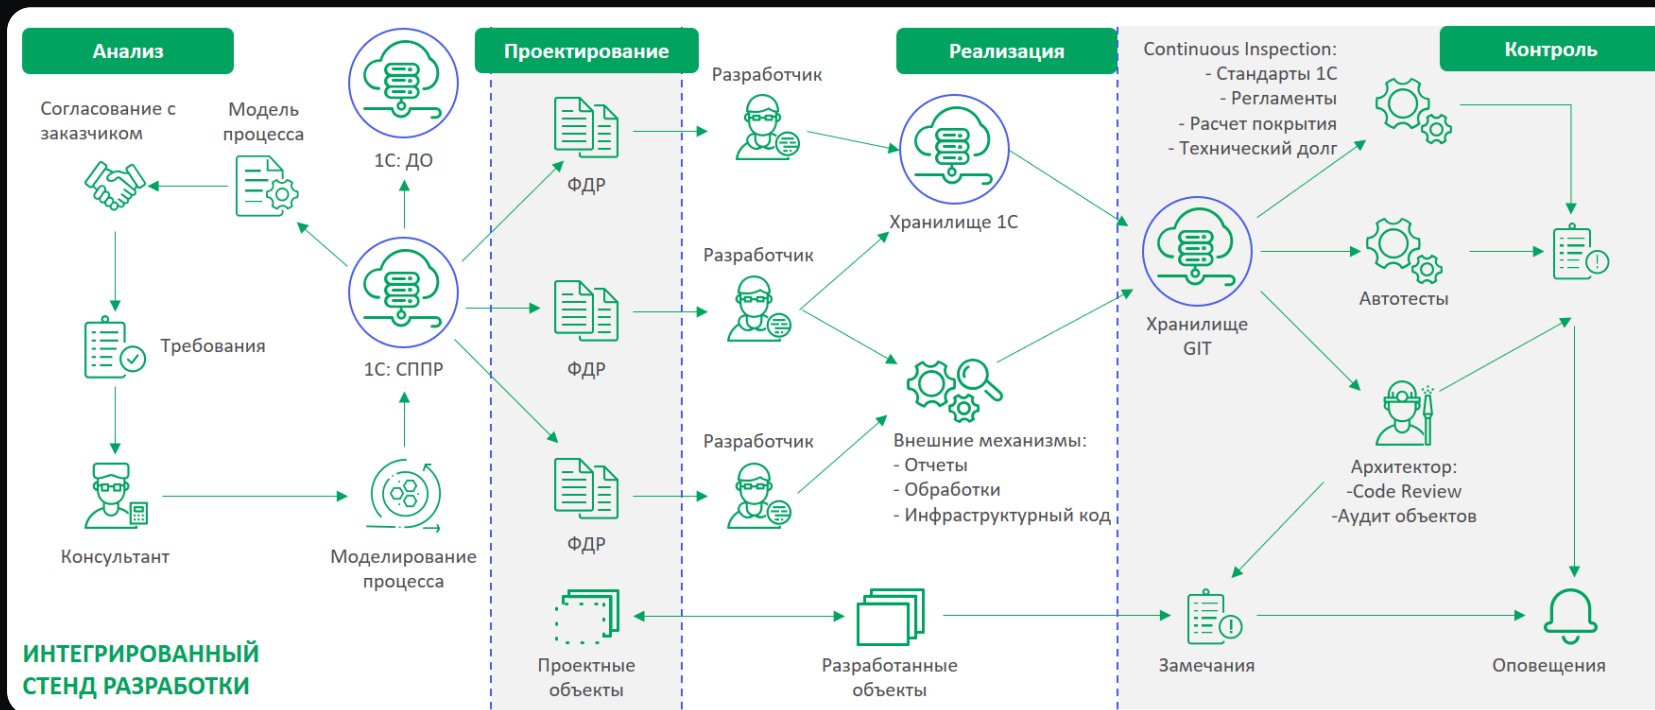 Анализ
Согласование с
заказчиком
Модель
процесса
Требования
Консультант
Моделирование
процесса
1С: ДО
1С: СППР
ИНТЕГРИРОВАННЫЙ
СТЕНД РАЗРАБОТКИ
Проектирование
ФДР
ФДР
ФДР
Проектные
объекты
Разработчик
Разработчик
Разработчик
Реализация
Хранилище 1С
Внешние механизмы:
- Отчеты
- Обработки
- Инфраструктурный код
Разработанные
объекты
Контроль
Continuous Inspection:
- Стандарты 1С
- Регламенты
- Расчет покрытия
- Технический долг
Хранилище
GIT
Автотесты
Архитектор:
-Code Review
-Аудит объектов
Замечания
Оповещения